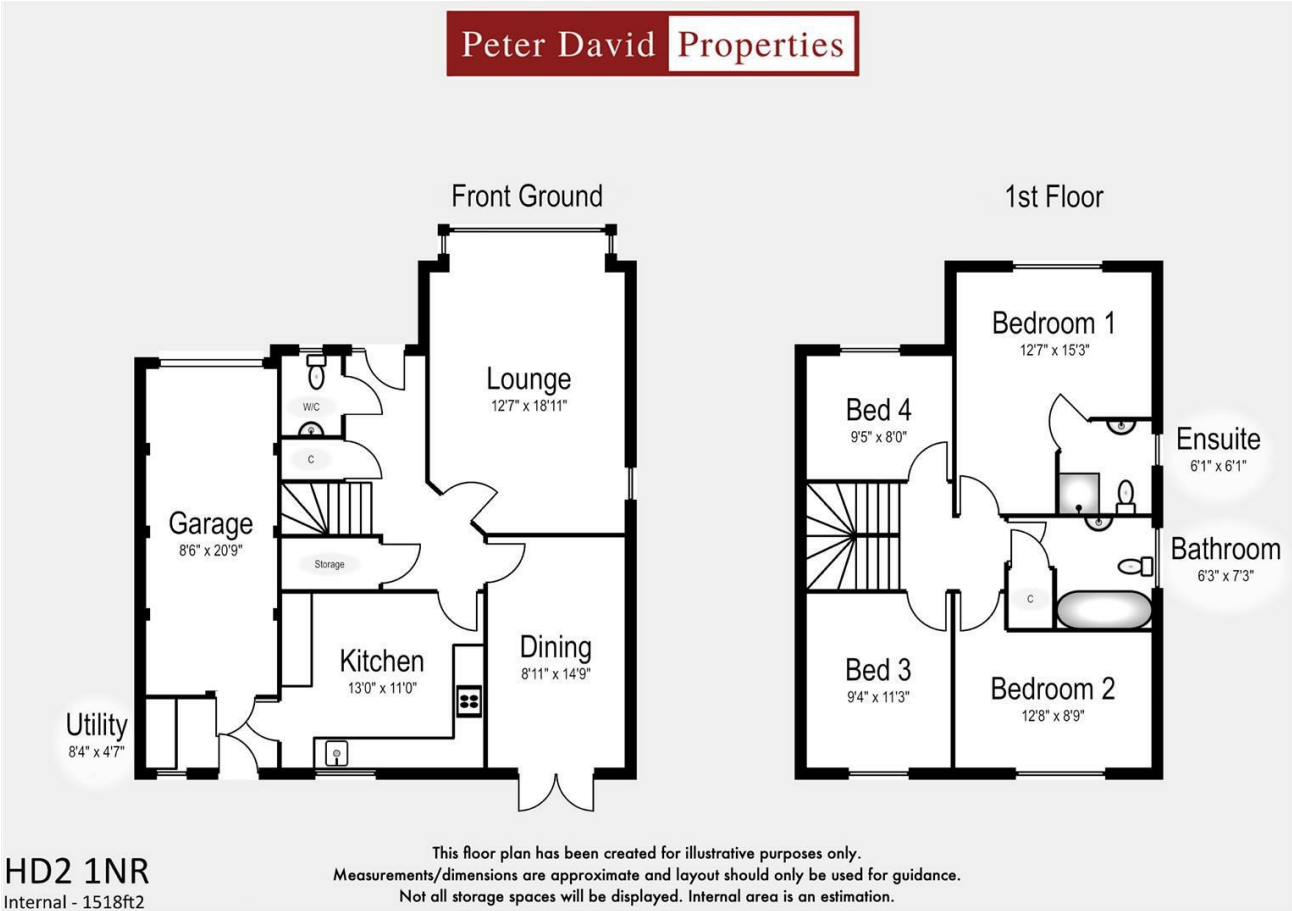 Peter David Properties
Front Ground
1st Floor
Lounge
12'7" x 18'11"
W/C
C
Garage
8'6" x 20'9"
Storage
Kitchen
13'0" x 11'0"
Dining
8'11" x 14'9"
Utility
8'4" x 4'7"
Bedroom 1
12'7" x 15'3"
Bed 4
9'5" x 8'0"
Ensuite
6'1" x 6'1"
Bathroom
6'3" x 7'3"
C
Bed 3
9'4" x 11'3"
Bedroom 2
12'8" x 8'9"
HD2 1NR
Internal - 1518ft2
This floor plan has been created for illustrative purposes only.
Measurements/dimensions are approximate and layout should only be used for guidance.
Not all storage spaces will be displayed. Internal area is an estimation.